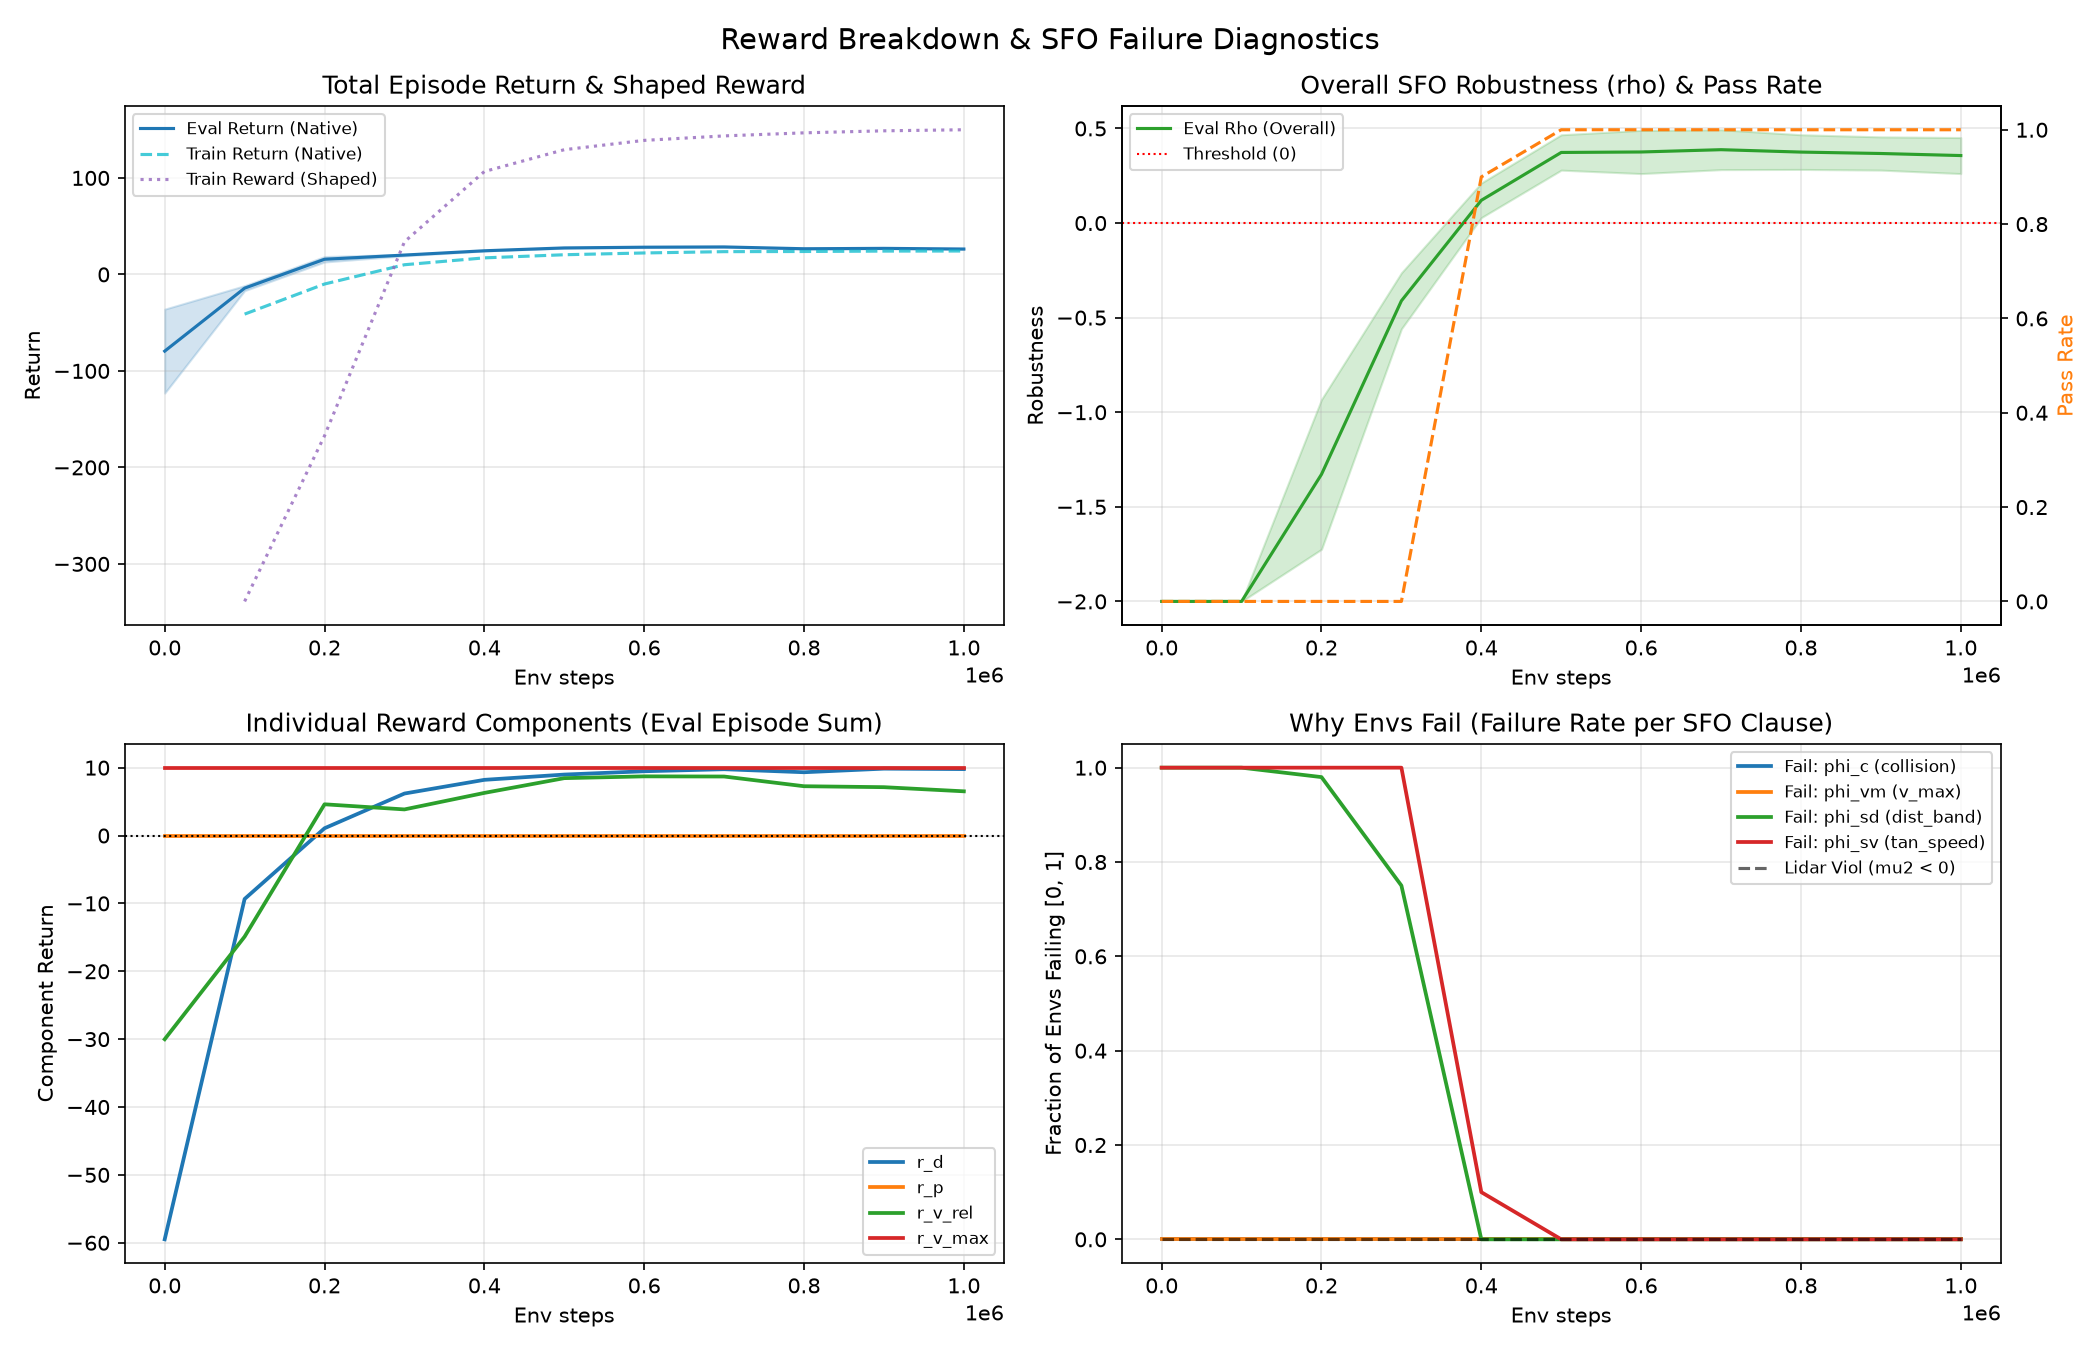 Reward Breakdown & SFO Failure Diagnostics
Total Episode Return & Shaped Reward
Eval Return (Native)
Train Return (Native)
Train Reward (Shaped)
100
0
−100
−200
−300
Return
0.0 0.2 0.4 0.6 0.8 1.0
1e6
Env steps
Overall SFO Robustness (rho) & Pass Rate
Eval Rho (Overall)
Threshold (0)
0.5
0.0
−0.5
−1.0
−1.5
−2.0
Robustness
1.0
0.8
0.6
0.4
0.2
0.0
Pass Rate
0.0 0.2 0.4 0.6 0.8 1.0
1e6
Env steps
Individual Reward Components (Eval Episode Sum)
10
0
−10
−20
−30
−40
−50
−60
Component Return
r_d
r_p
r_v_rel
r_v_max
0.0 0.2 0.4 0.6 0.8 1.0
1e6
Env steps
Why Envs Fail (Failure Rate per SFO Clause)
Fail: phi_c (collision)
Fail: phi_vm (v_max)
Fail: phi_sd (dist_band)
Fail: phi_sv (tan_speed)
Lidar Viol (mu2 < 0)
1.0
0.8
0.6
0.4
0.2
0.0
Fraction of Envs Failing [0, 1]
0.0 0.2 0.4 0.6 0.8 1.0
1e6
Env steps